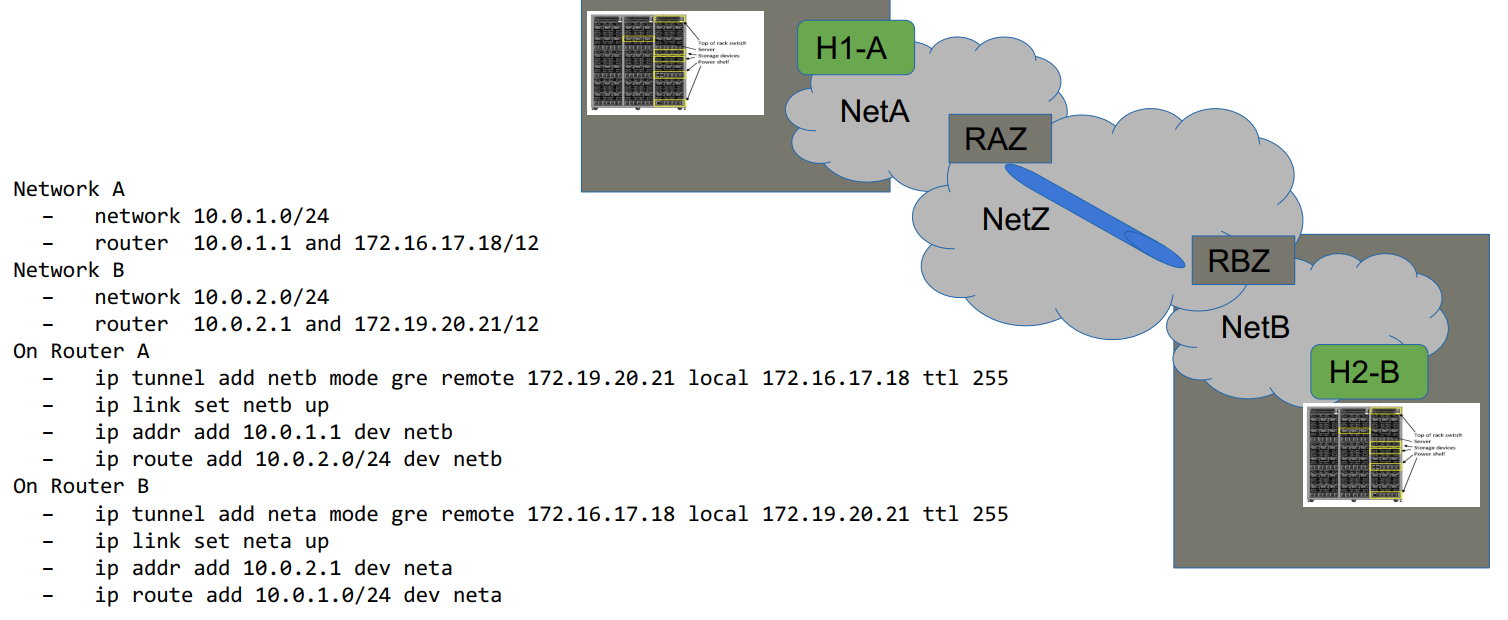 Top of rack switch
Server
Storage devices
Power shelf
H1-A
NetA
RAZ
NetZ
RBZ
NetB
H2-B
Top of rack switch
Server
Storage devices
Power shelf
Network A
– network 10.0.1.0/24
– router 10.0.1.1 and 172.16.17.18/12
Network B
– network 10.0.2.0/24
– router 10.0.2.1 and 172.19.20.21/12
On Router A
– ip tunnel add netb mode gre remote 172.19.20.21 local 172.16.17.18 ttl 255
– ip link set netb up
– ip addr add 10.0.1.1 dev netb
– ip route add 10.0.2.0/24 dev netb
On Router B
– ip tunnel add neta mode gre remote 172.16.17.18 local 172.19.20.21 ttl 255
– ip link set neta up
– ip addr add 10.0.2.1 dev neta
– ip route add 10.0.1.0/24 dev neta